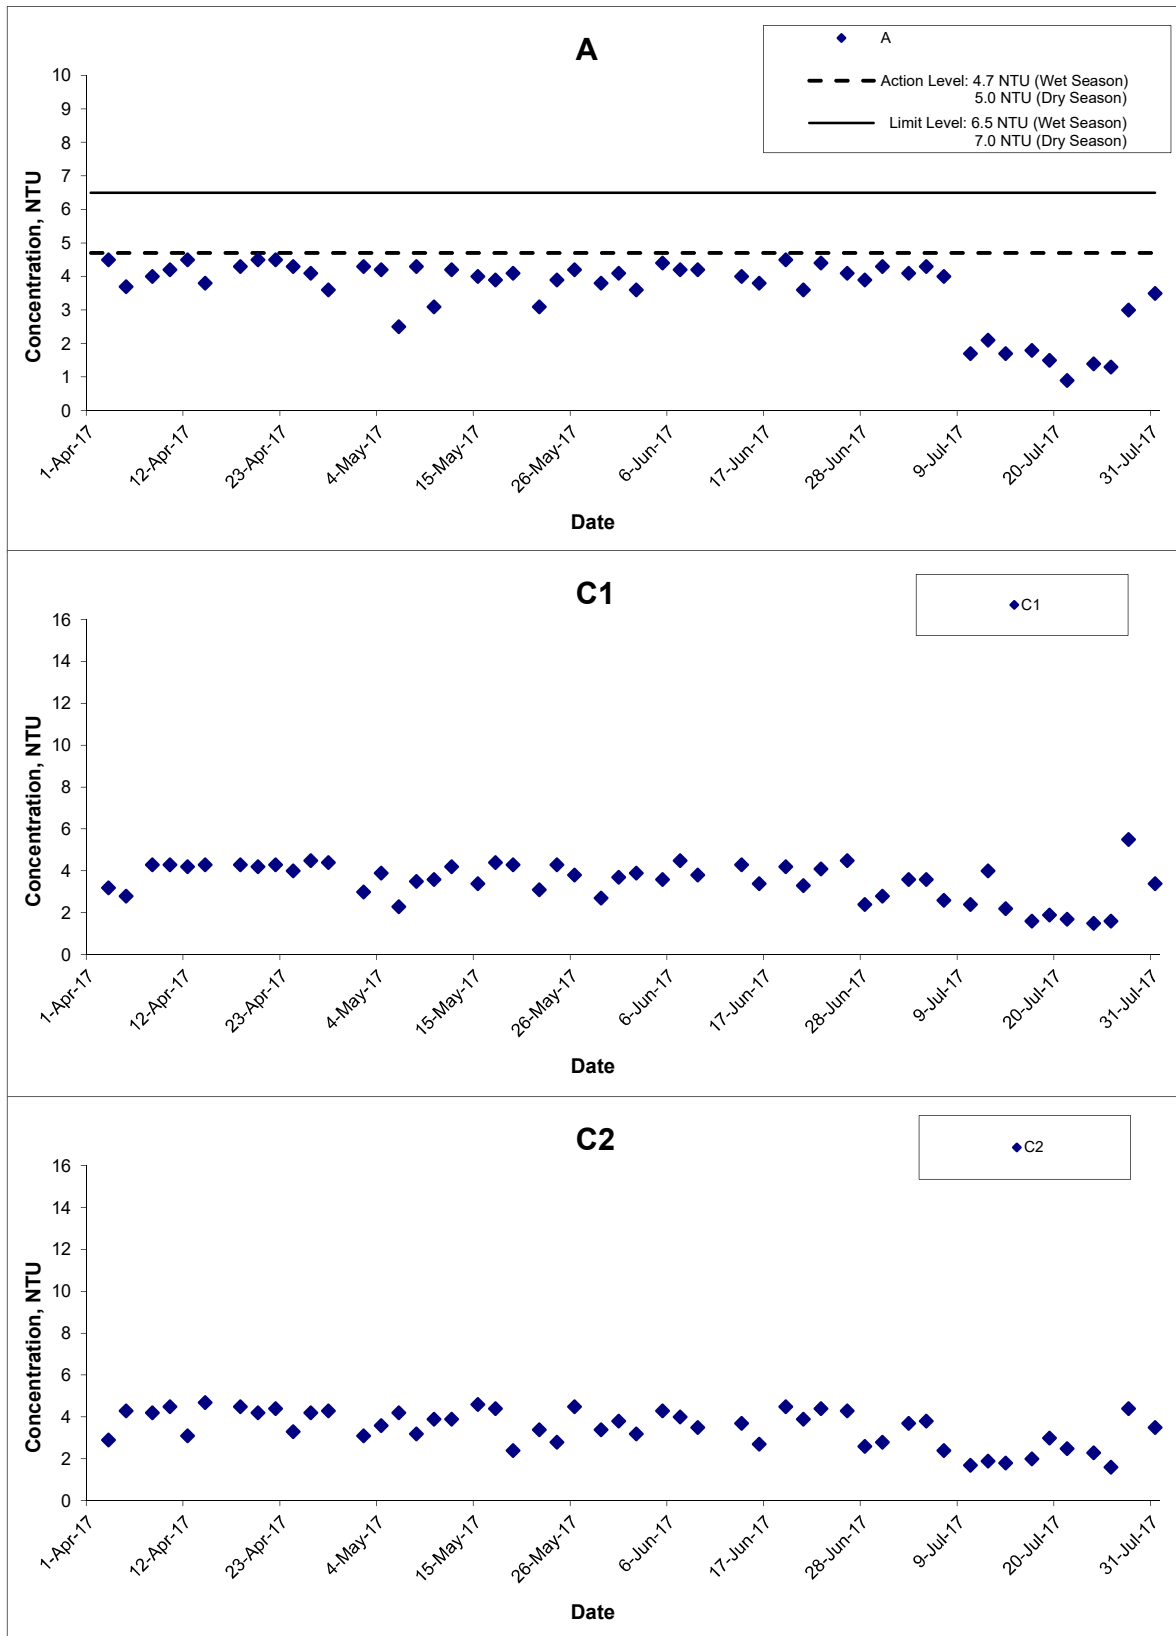 A
A
Action Level: 4.7 NTU (Wet Season)
5.0 NTU (Dry Season)
Limit Level: 6.5 NTU (Wet Season)
7.0 NTU (Dry Season)
10
9
8
7
6
5
4
3
2
1
0
Concentration, NTU
1-Apr-17
12-Apr-17
23-Apr-17
4-May-17
15-May-17
26-May-17
6-Jun-17
17-Jun-17
28-Jun-17
9-Jul-17
20-Jul-17
31-Jul-17
Date
C1
C1
16
14
12
10
8
6
4
2
0
Concentration, NTU
1-Apr-17
12-Apr-17
23-Apr-17
4-May-17
15-May-17
26-May-17
6-Jun-17
17-Jun-17
28-Jun-17
9-Jul-17
20-Jul-17
31-Jul-17
Date
C2
C2
16
14
12
10
8
6
4
2
0
Concentration, NTU
1-Apr-17
12-Apr-17
23-Apr-17
4-May-17
15-May-17
26-May-17
6-Jun-17
17-Jun-17
28-Jun-17
9-Jul-17
20-Jul-17
31-Jul-17
Date